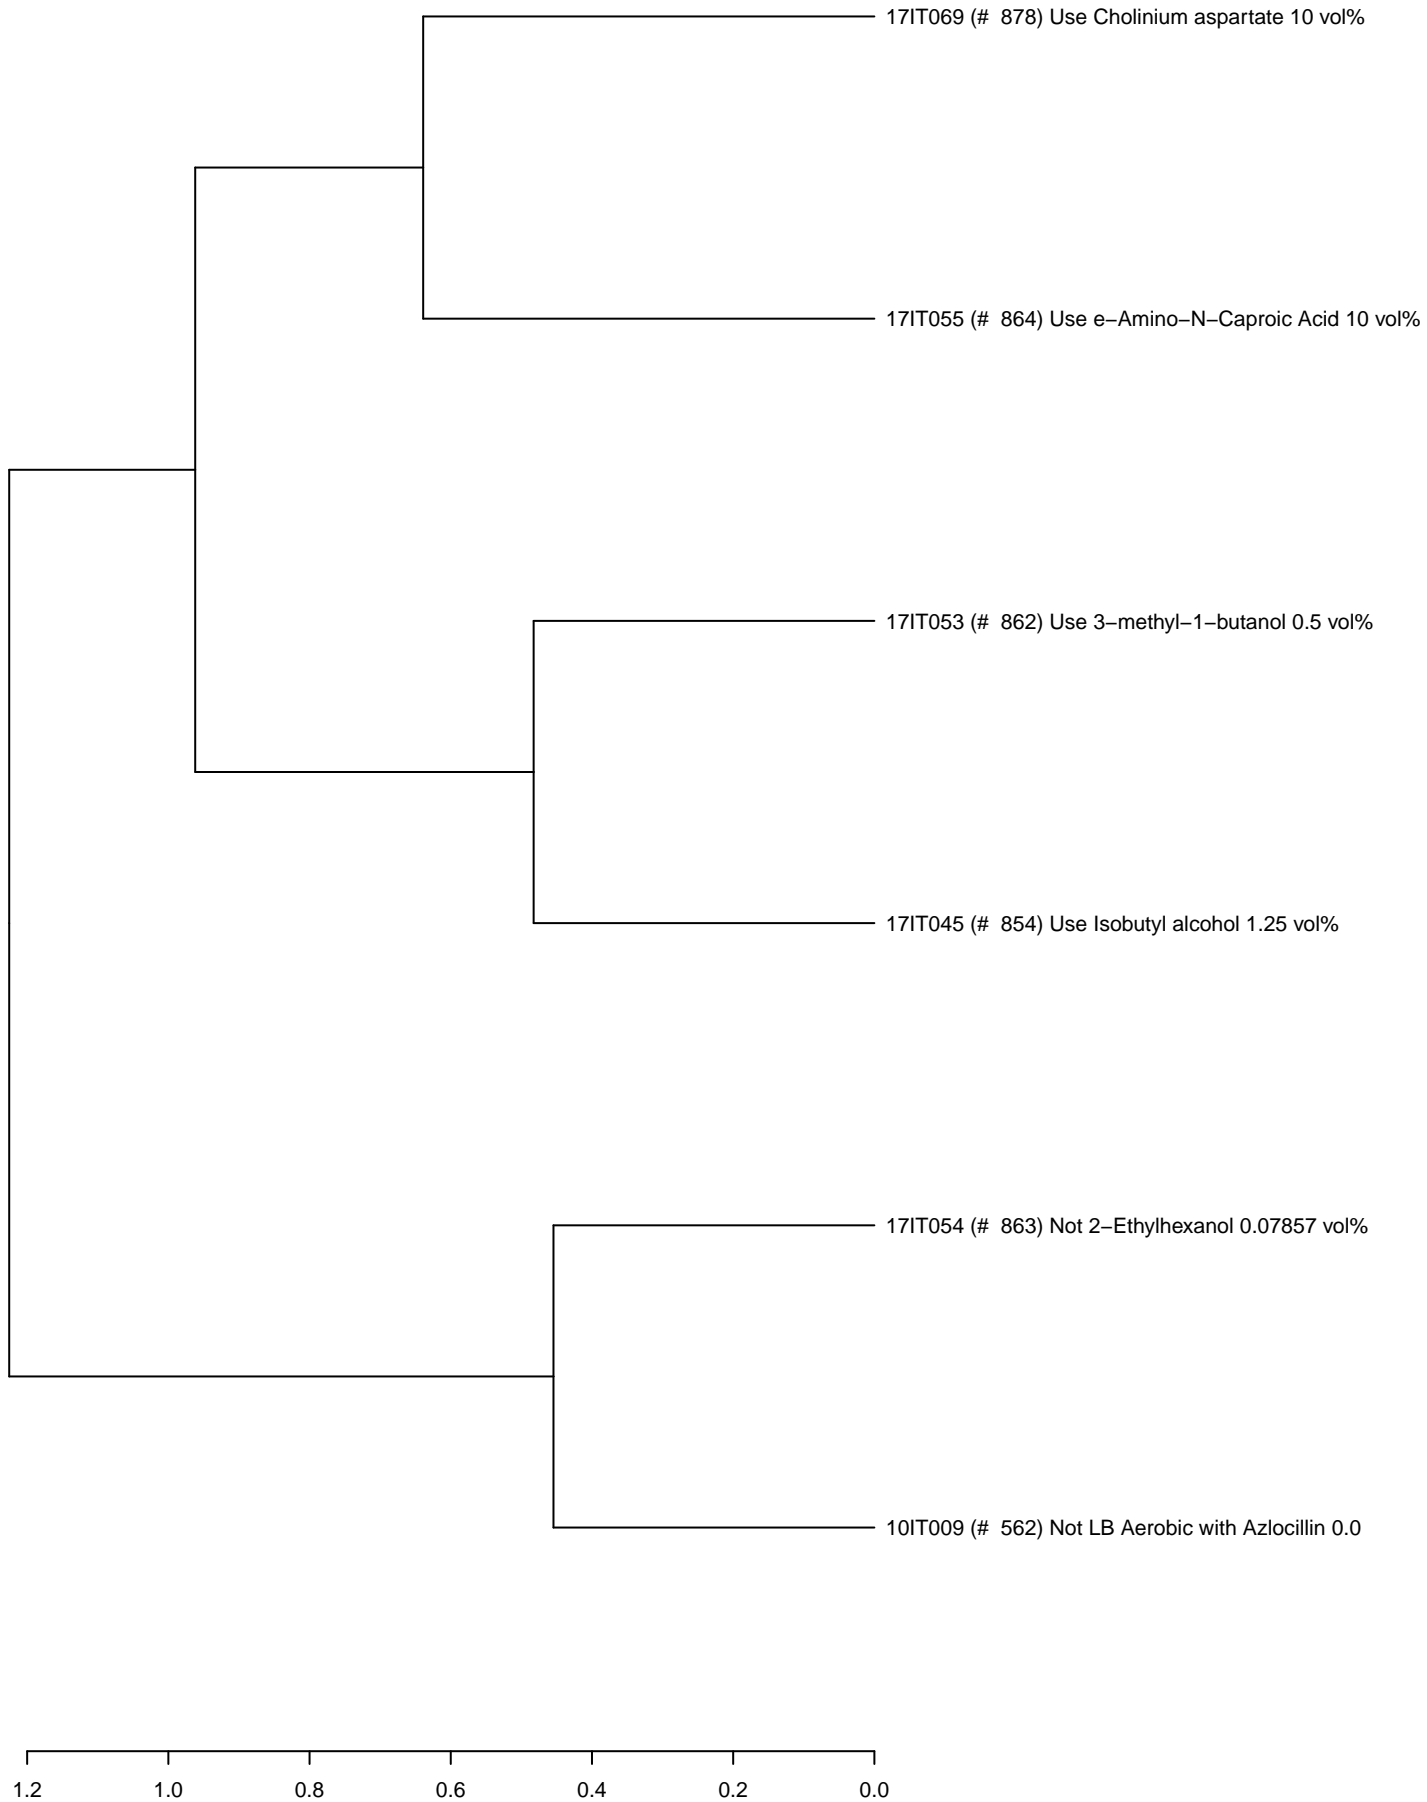 17IT069 (#  878) Use Cholinium aspartate 10 vol%
17IT055 (#  864) Use e−Amino−N−Caproic Acid 10 vol%
17IT053 (#  862) Use 3−methyl−1−butanol 0.5 vol%
17IT045 (#  854) Use Isobutyl alcohol 1.25 vol%
17IT054 (#  863) Not 2−Ethylhexanol 0.07857 vol%
10IT009 (#  562) Not LB Aerobic with Azlocillin 0.0
1.2 1.0 0.8 0.6 0.4 0.2 0.0